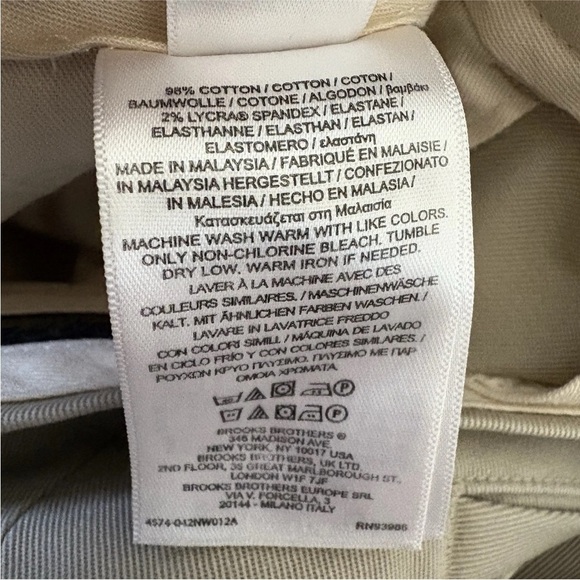 98% COTTON / COTTON / COTON /
BAUMWOLLE / COTONE / ALGODON / βαμβάκι
2% LYCRA® SPANDEX / ELASTANE /
ELASTHANNE / ELASTHAN / ELASTAN /
ELASTOMERO / ελαστάνη
MADE IN MALAYSIA / FABRIQUÉ EN MALAISIE /
IN MALAYSIA HERGESTELLT / CONFEZIONATO
IN MALESIA / HECHO EN MALASIA /
Κατασκευάζεται στη Μαλαισία
MACHINE WASH WARM WITH LIKE COLORS.
ONLY NON-CHLORINE BLEACH. TUMBLE
DRY LOW. WARM IRON IF NEEDED.
LAVER À LA MACHINE AVEC DES
COULEURS SIMILAIRES. / MASCHINENWÄSCHE
KALT. MIT ÄHNLICHEN FARBEN WASCHEN. /
LAVARE IN LAVATRICE FREDDO
CON COLORI SIMILI / MÁQUINA DE LAVADO
EN CICLO FRÍO Y CON COLORES SIMILARES. /
ΡΟΥΧΩΝ ΚΡΥΟ ΠΛΥΣΙΜΟ. ΠΛΥΣΙΜΟ ΜΕ ΠΑΡ
ΟΜΟΙΑ ΧΡΩΜΑΤΑ.
BROOKS BROTHERS ®
346 MADISON AVE.
NEW YORK, NY 10017 USA
BROOKS BROTHERS, UK LTD.
2ND FLOOR, 35 GREAT MARLBOROUGH ST.
LONDON W1F 7JF
BROOKS BROTHERS EUROPE SRL
VIA V. FORCELLA, 3
20144 - MILANO ITALY
4574-042NW012A RN93986